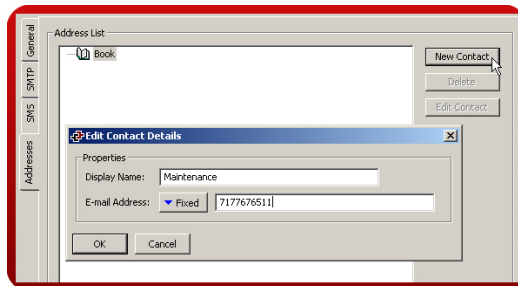 General
SMTP
SMS
Addresses
Address List
Book
New Contact
Delete
Edit Contact
Edit Contact Details
Properties
Display Name: Maintenance
E-mail Address: Fixed 7177676511
OK Cancel